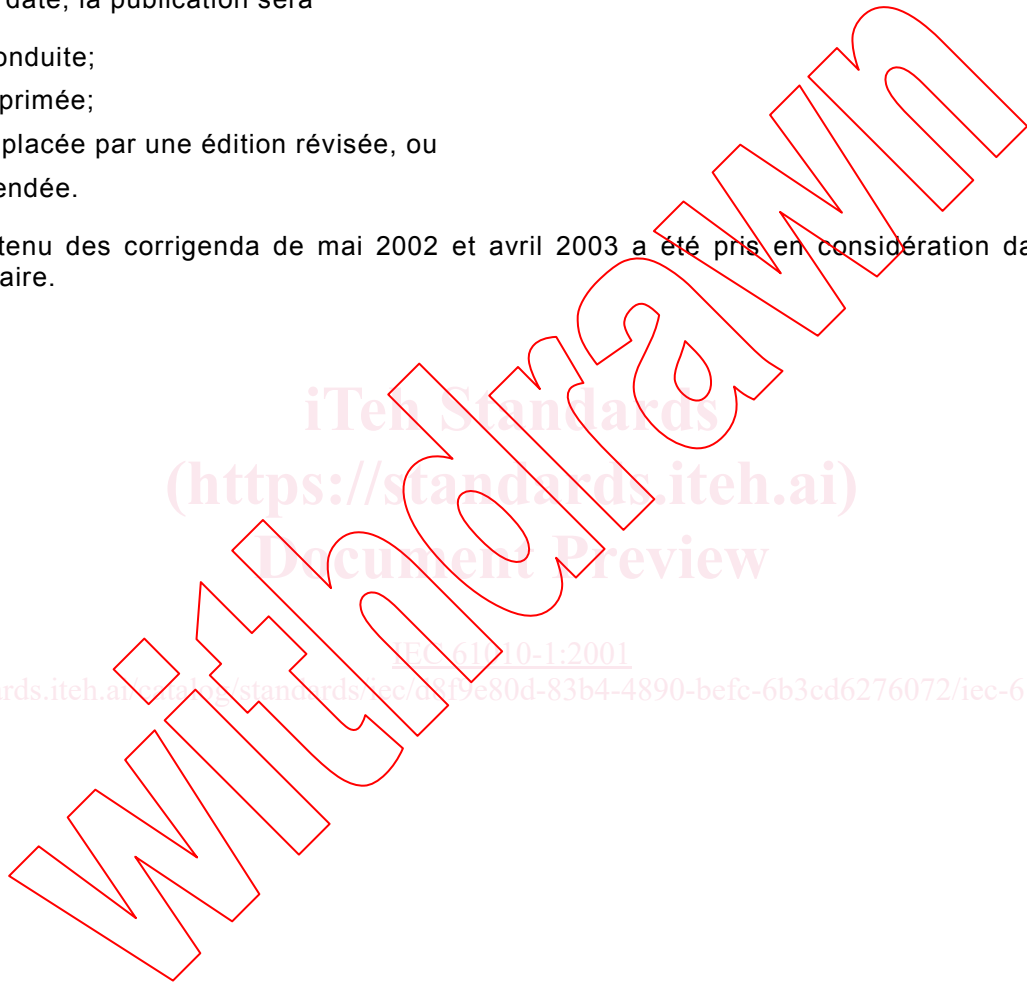 date, la publication sera
onduite;
primée;
placée par une édition révisée, ou
endée.
tenu des corrigenda de mai 2002 et avril 2003 a été pris en considération da
aire.
iTeh Standards
(https://standards.iteh.ai)
Document Preview
IEC 61010-1:2001
rds.iteh.ai/catalog/standards/iec/d8f9e80d-83b4-4890-befc-6b3cd6276072/iec-6
withdrawn